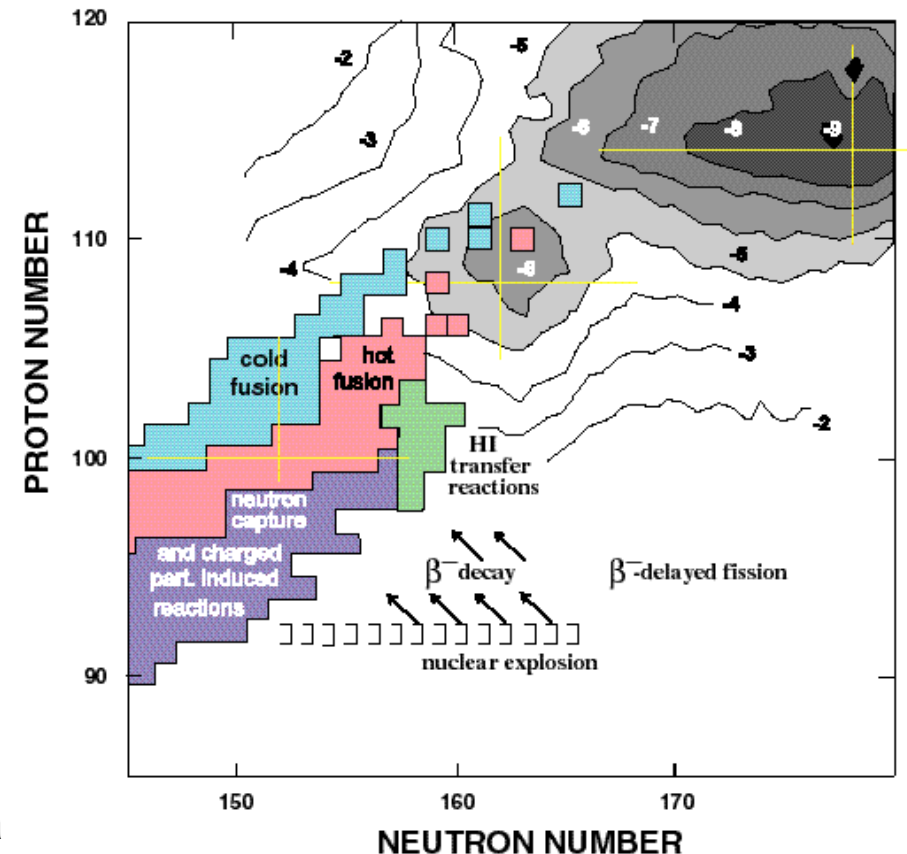 120
-2
-5
-3
-6
-7
-8
-9
PROTON NUMBER
110
-4
-6
-5
-4
-3
-2
cold
fusion
hot
fusion
100
HI
transfer
reactions
neutron
capture
and charged
part. Induced
reactions
β⁻ decay
β⁻-delayed fission
nuclear explosion
90
150
160
170
NEUTRON NUMBER